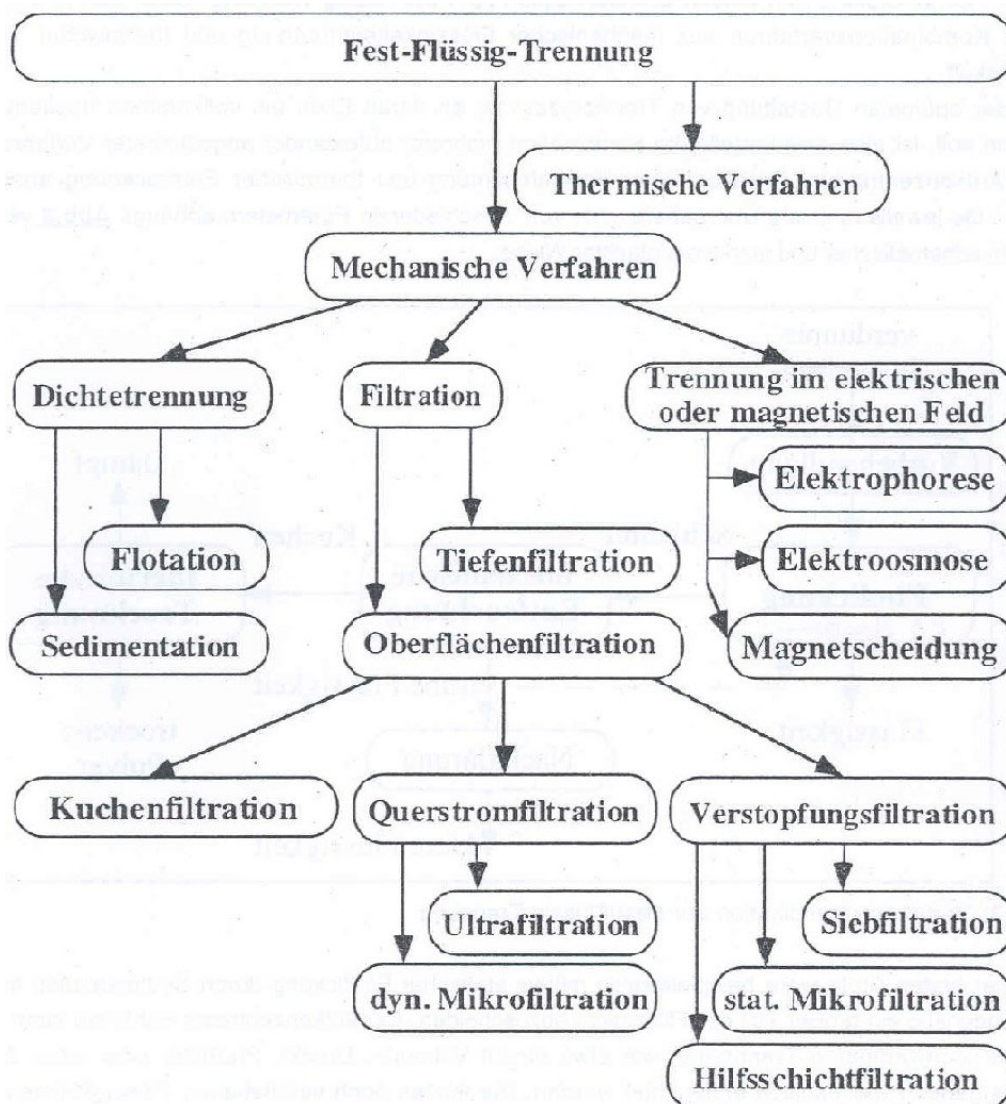 Fest-Flüssig-Trennung
Thermische Verfahren
Mechanische Verfahren
Dichtetrennung
Filtration
Trennung im elektrischen
oder magnetischen Feld
Elektrophorese
Flotation
Tiefenfiltration
Elektroosmose
Sedimentation
Oberflächenfiltration
Magnetscheidung
Kuchenfiltration
Querstromfiltration
Verstopfungsfiltration
Ultrafiltration
Siebfiltration
dyn. Mikrofiltration
stat. Mikrofiltration
Hilfsschichtfiltration